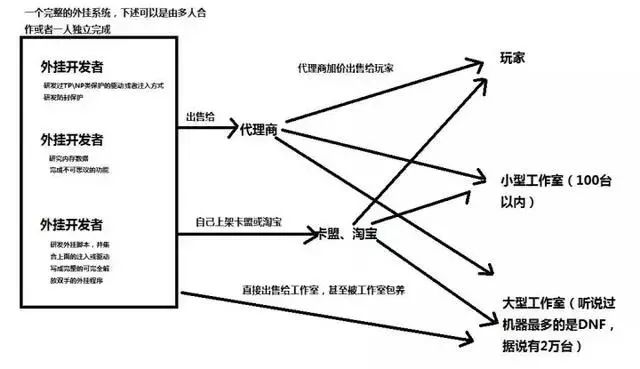 一个完整的外挂系统，下述可以是由多人合
作或者一人独立完成
外挂开发者
研发过TP\NP类保护的驱动或者注入方式
研发防封保护
外挂开发者
研究内存数据
完成不可思议的功能
外挂开发者
研发外挂脚本，并集
合上面的注入或驱动
写成完整的可完全解
放双手的外挂程序
出售给
代理商
代理商加价出售给玩家
自己上架卡盟或淘宝
卡盟、淘宝
直接出售给工作室，甚至被工作室包养
玩家
小型工作室（100台
以内）
大型工作室（听说过
机器最多的是DNF，
据说有2万台）